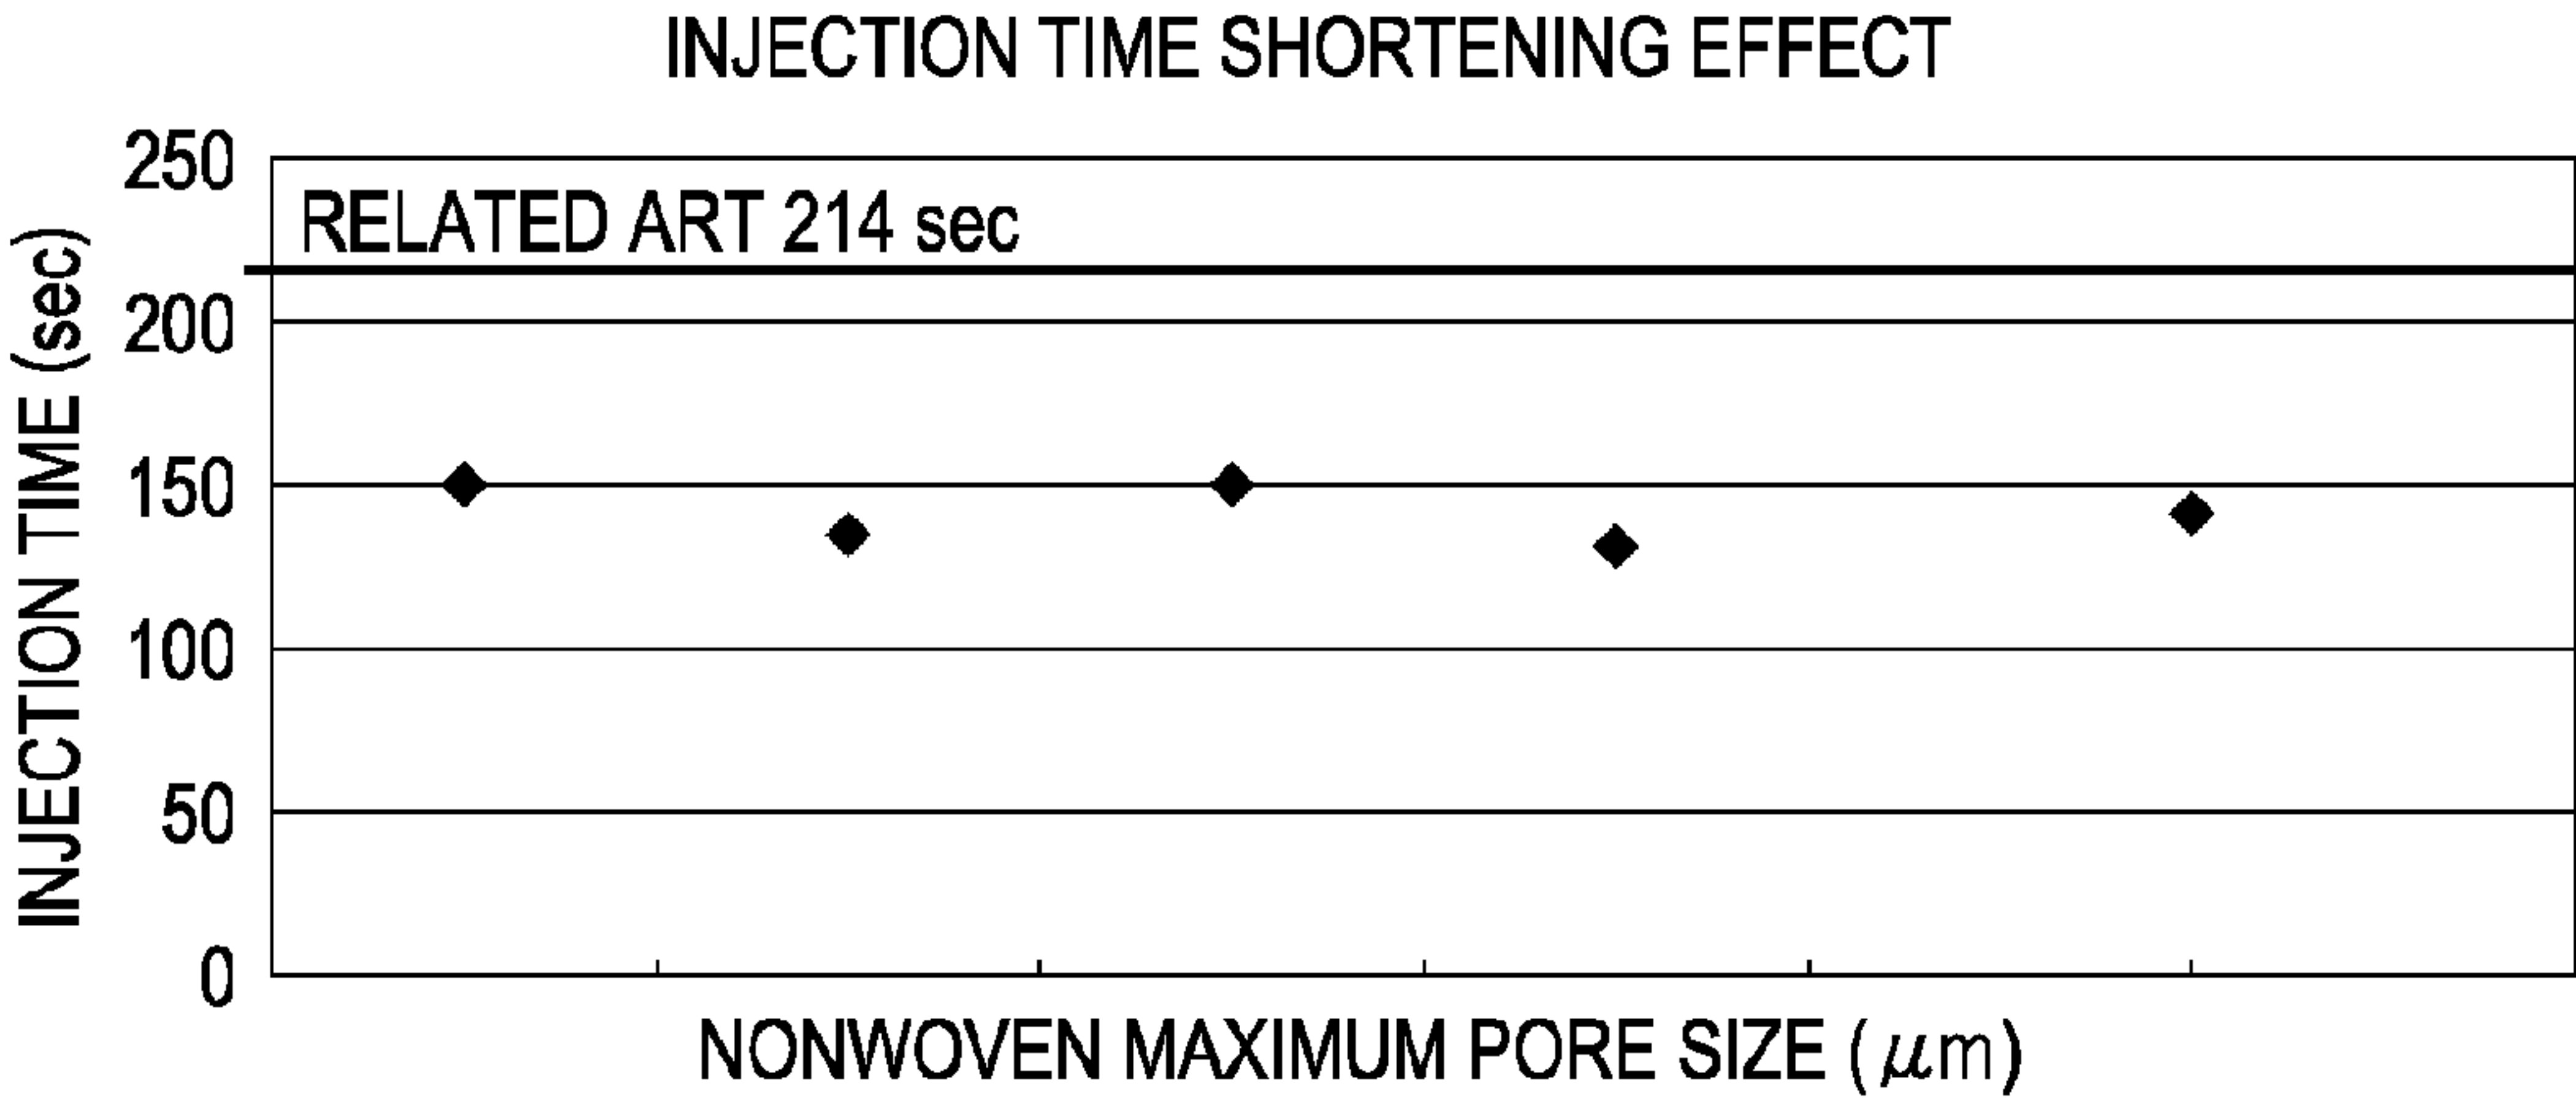 INJECTION TIME SHORTENING EFFECT
250
RELATED ART 214 sec
200
150
100
50
0
INJECTION TIME (sec)
NONWOVEN MAXIMUM PORE SIZE (μm)